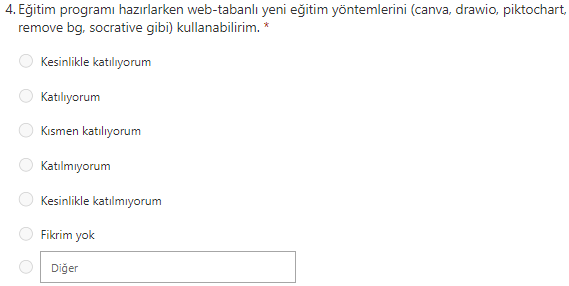 4. Eğitim programı hazırlarken web-tabanlı yeni eğitim yöntemlerini (canva, drawio, piktochart,
remove bg, socrative gibi) kullanabilirim. *
Kesinlikle katılıyorum
Katılıyorum
Kısmen katılıyorum
Katılmıyorum
Kesinlikle katılmıyorum
Fikrim yok
Diğer